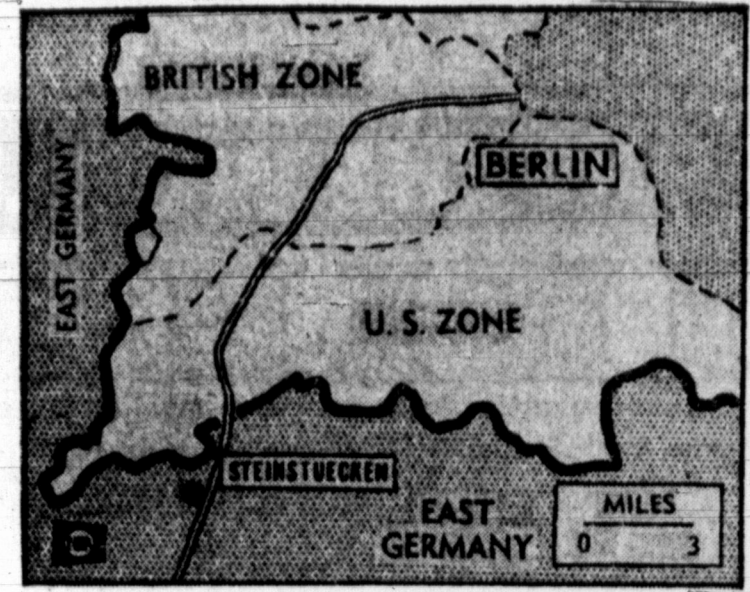 BRITISH ZONE
EAST GERMANY
BERLIN
U. S. ZONE
STEINSTUECKEN
EAST
GERMANY
MILES
0 3